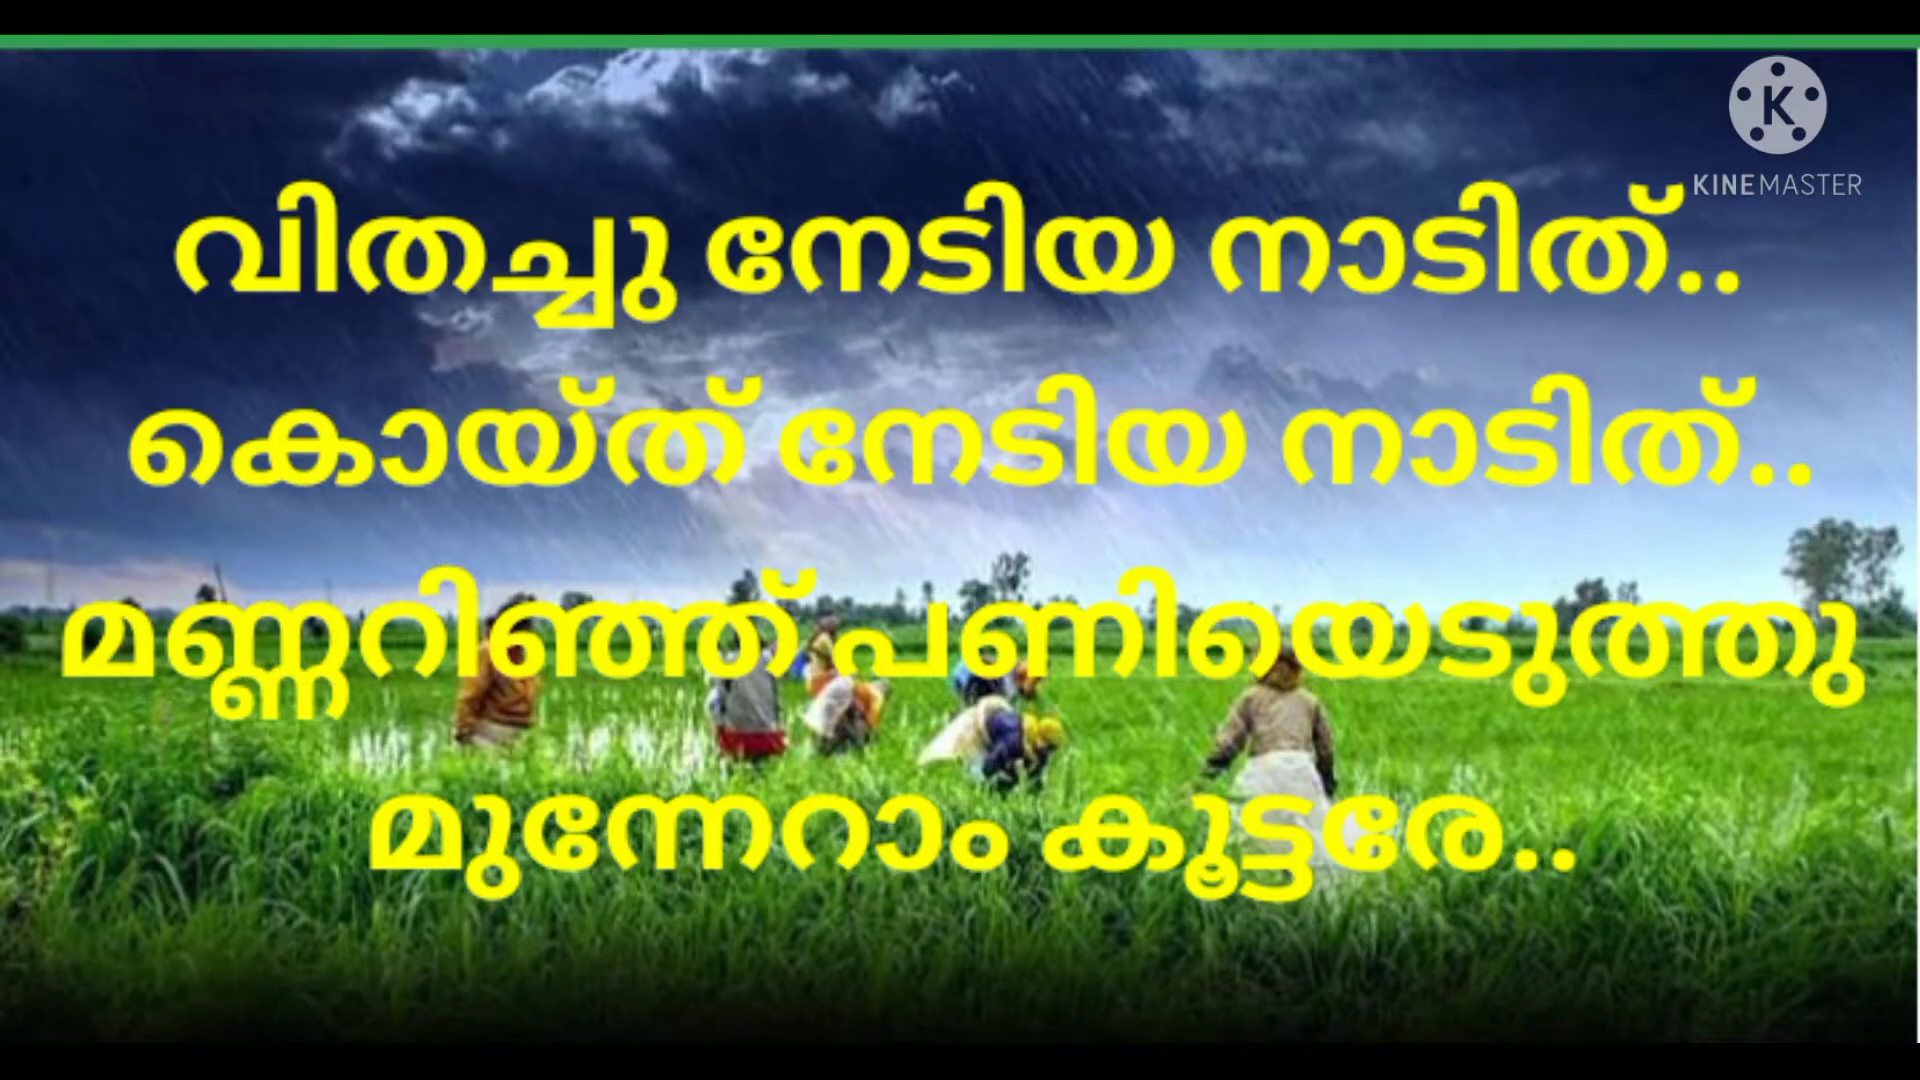 KINEMASTER
വിതച്ചു നേടിയ നാടിത്..
കൊയ്ത് നേടിയ നാടിത്..
മണ്ണറിഞ്ഞ് പണിയെടുത്തു
മുന്നേറാം കൂട്ടരേ..